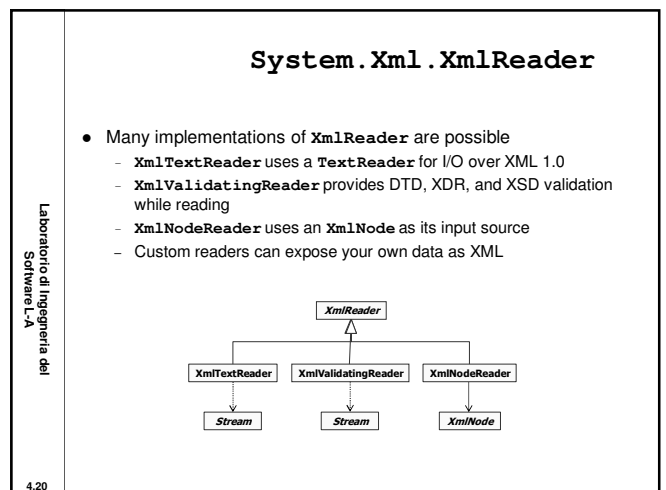 System.Xml.XmlReader
● Many implementations of XmlReader are possible
– XmlTextReader uses a TextReader for I/O over XML 1.0
– XmlValidatingReader provides DTD, XDR, and XSD validation
while reading
– XmlNodeReader uses an XmlNode as its input source
– Custom readers can expose your own data as XML
XmlReader
XmlTextReader XmlValidatingReader XmlNodeReader
Stream Stream XmlNode
Laboratorio di Ingegneria del
Software L-A
4.20